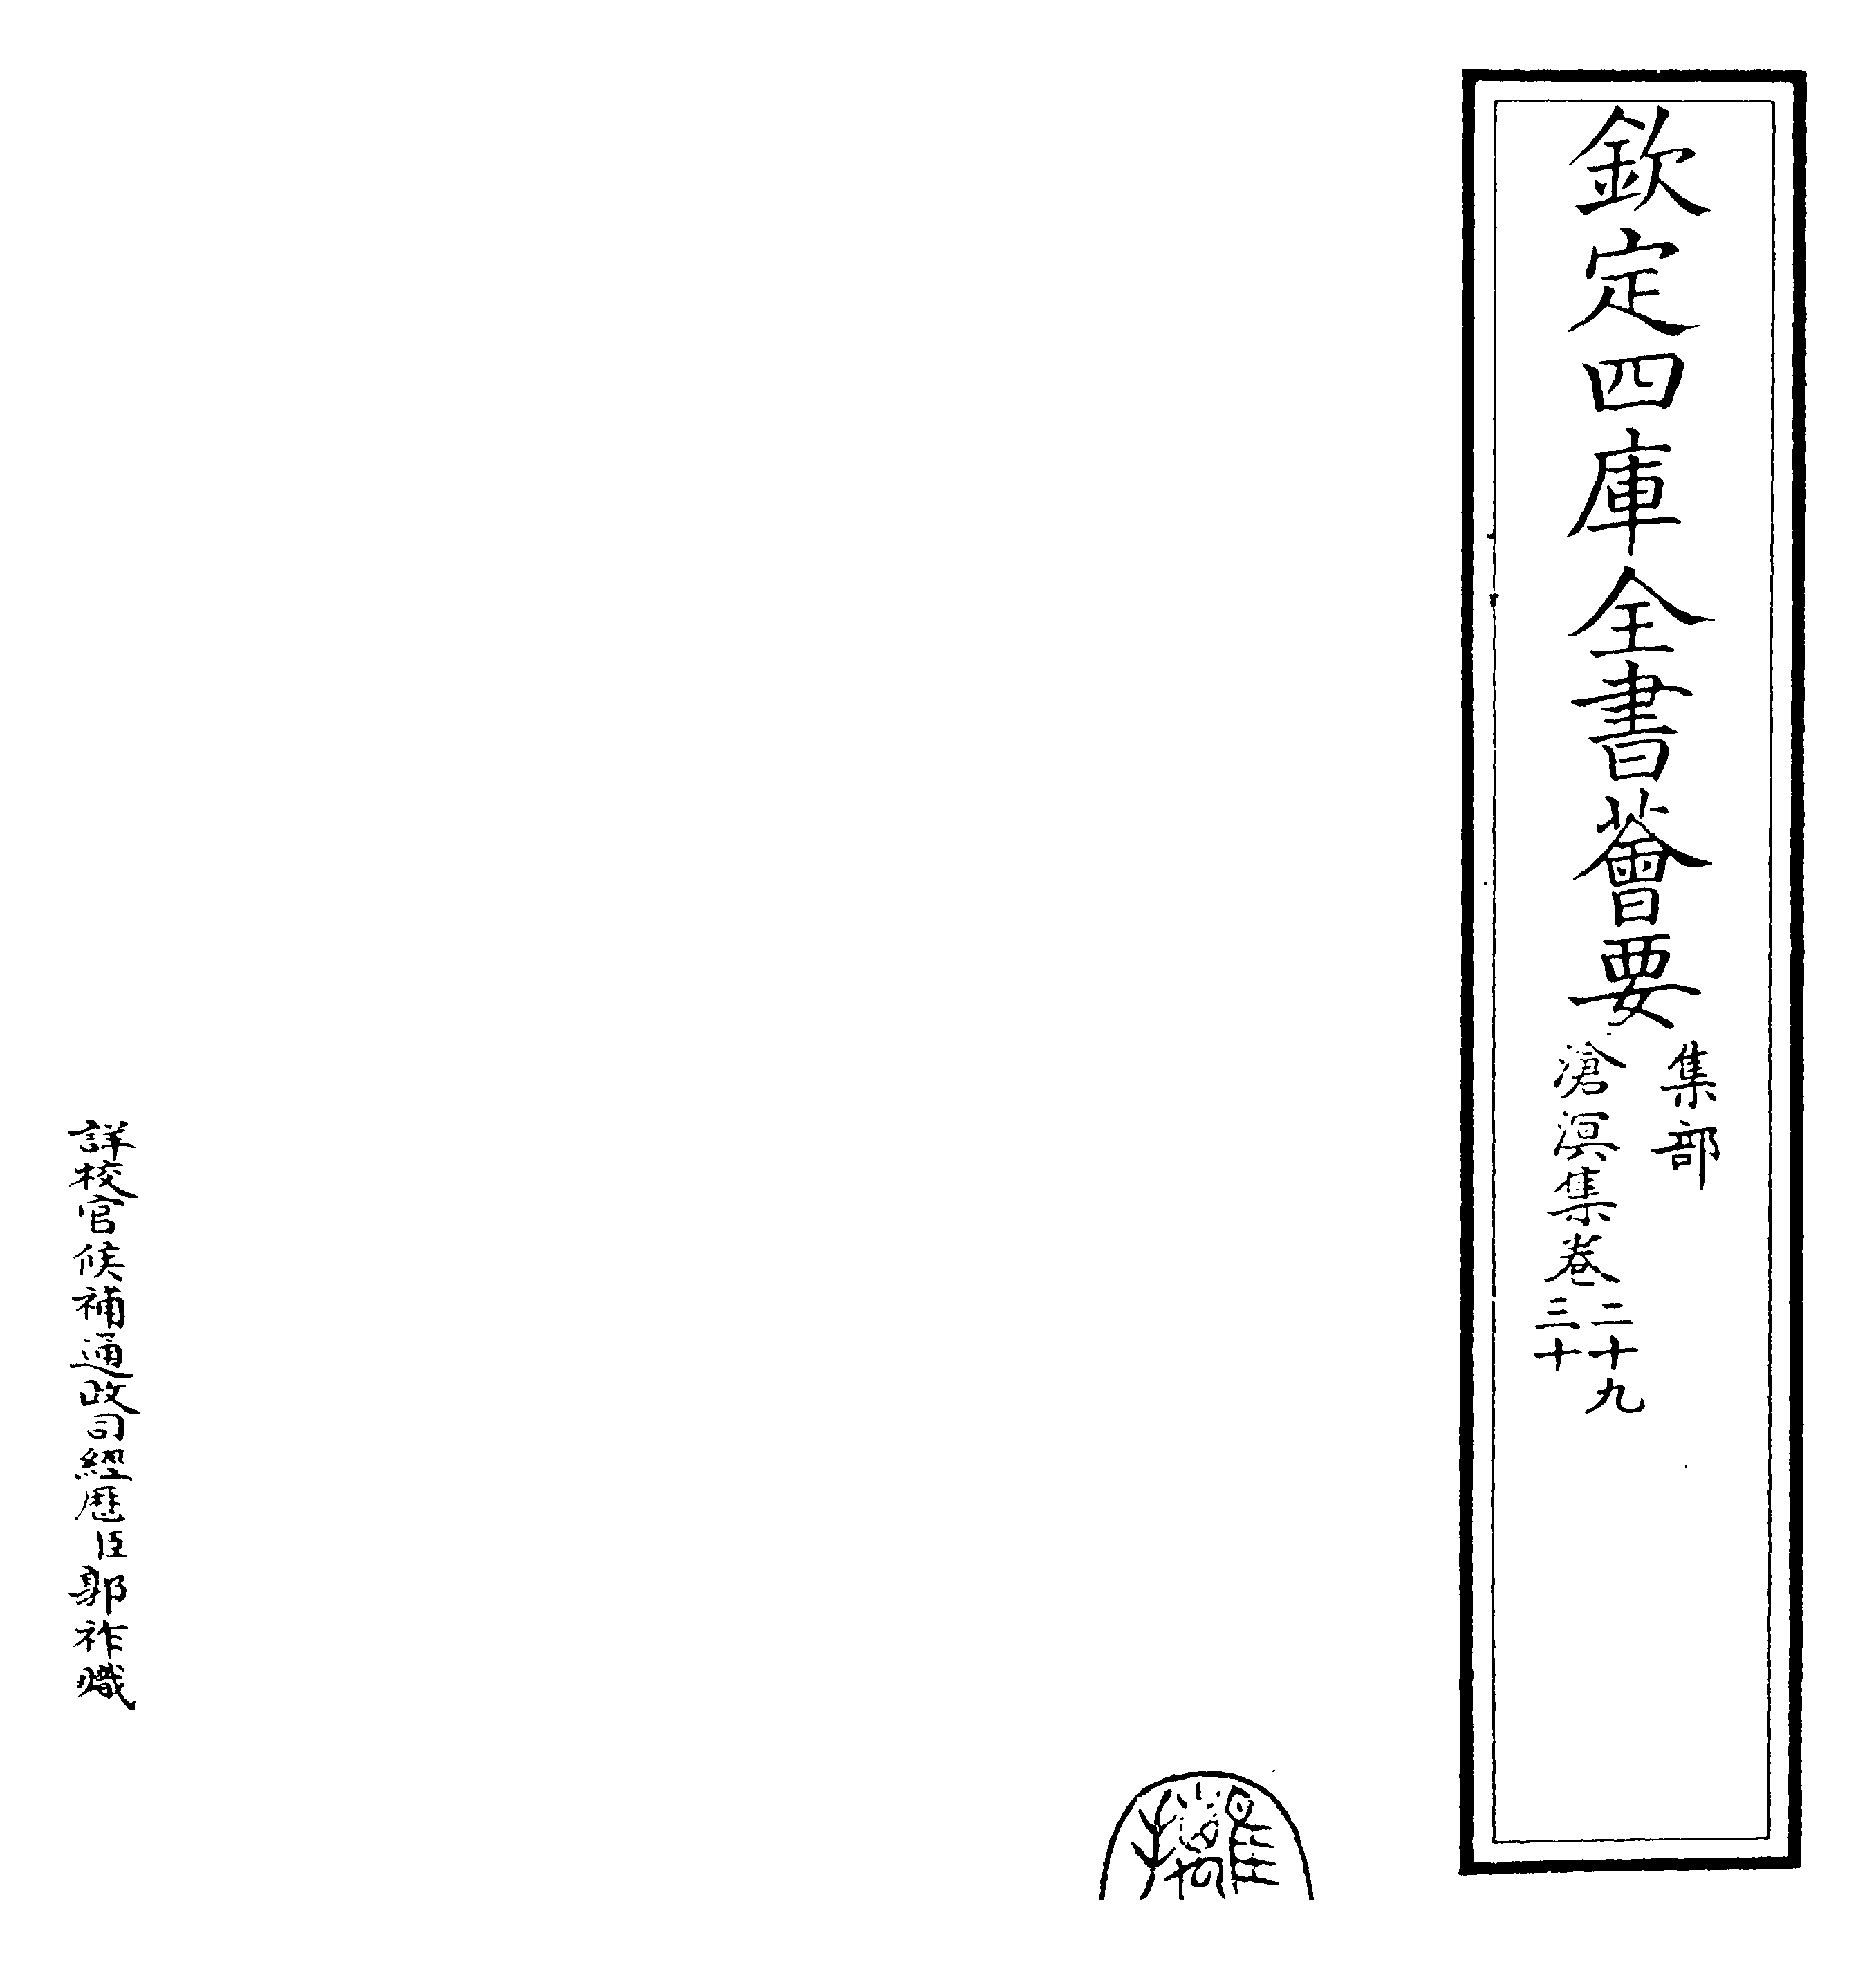 欽定四庫全書薈要
集部
滄溟集卷
二十九
三十
詳校官候補通政司經歷臣郭祚熾